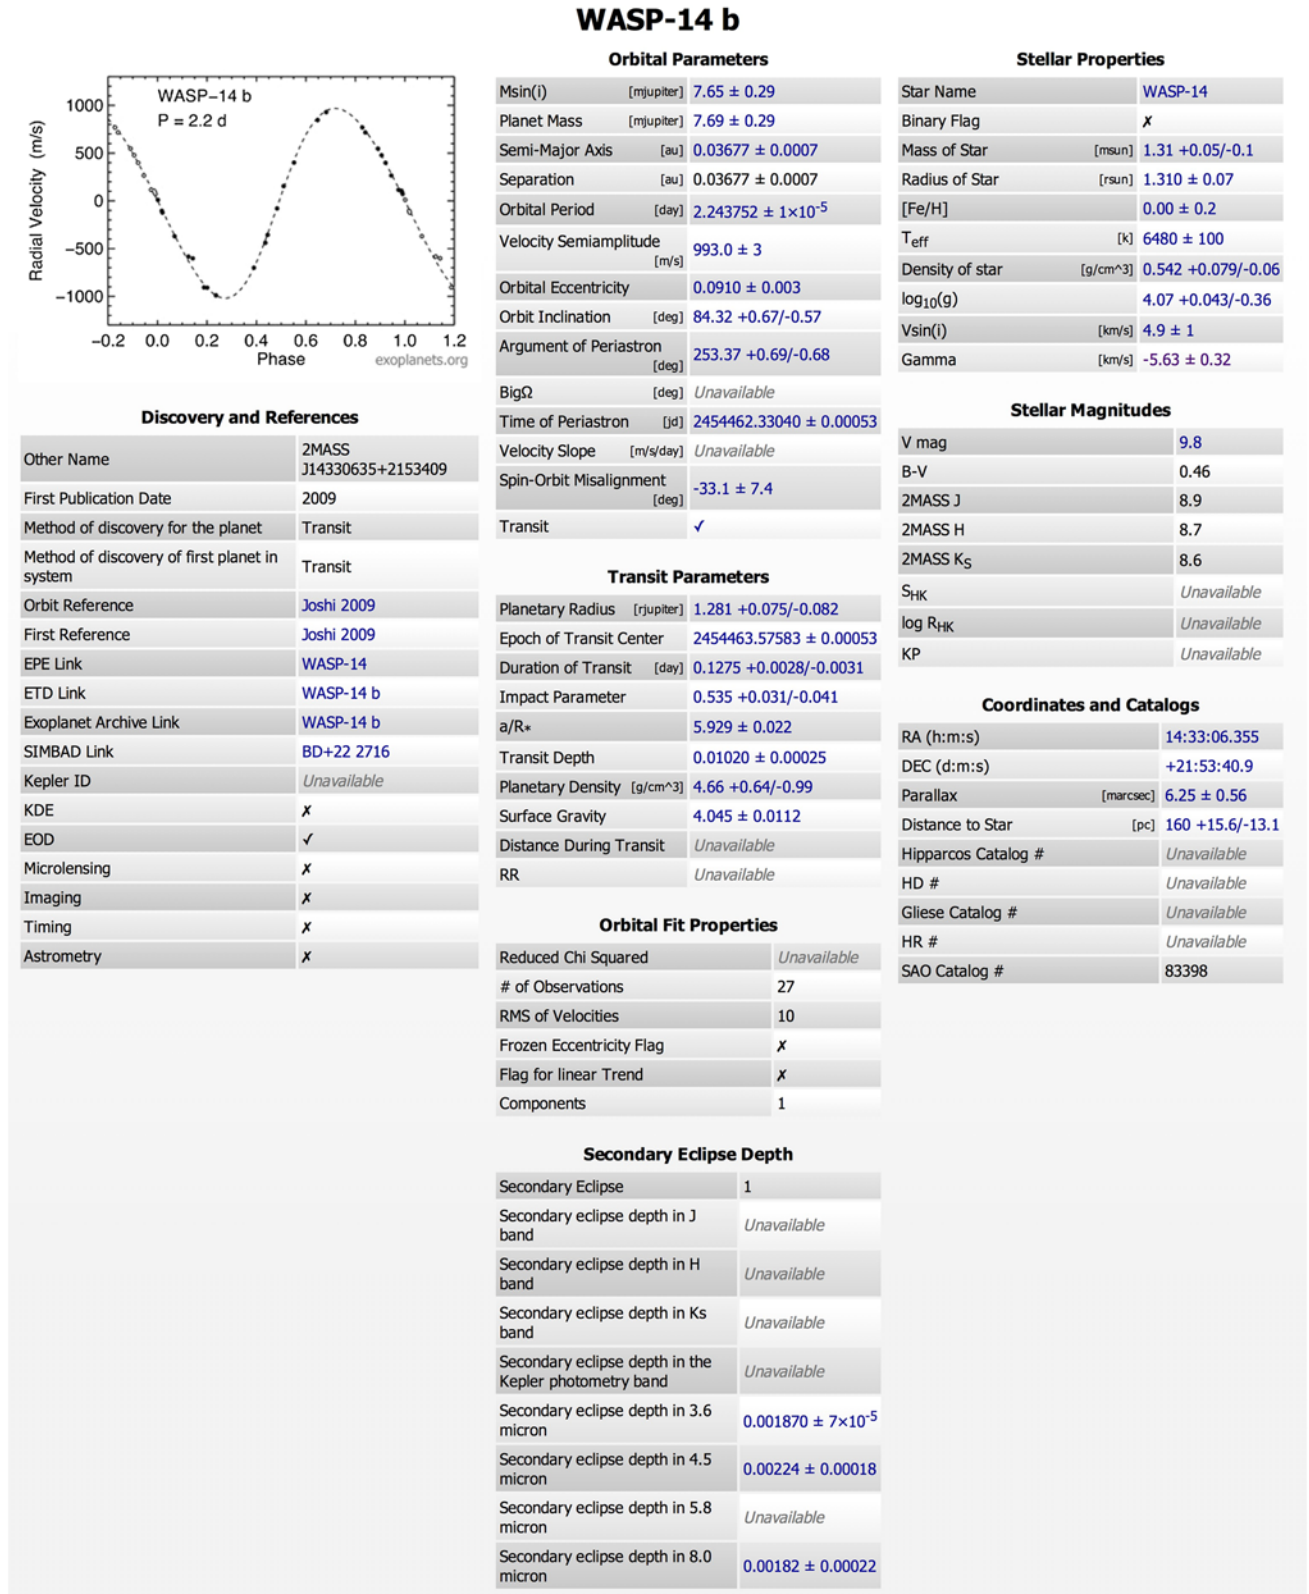 WASP-14 b
WASP−14 b
P = 2.2 d
Radial Velocity (m/s)
1000
500
0
−500
−1000
−0.2 0.0 0.2 0.4 0.6 0.8 1.0 1.2
Phase
exoplanets.org
Discovery and References
Other Name 2MASS
J14330635+2153409
First Publication Date 2009
Method of discovery for the planet Transit
Method of discovery of first planet in
system Transit
Orbit Reference Joshi 2009
First Reference Joshi 2009
EPE Link WASP-14
ETD Link WASP-14 b
Exoplanet Archive Link WASP-14 b
SIMBAD Link BD+22 2716
Kepler ID Unavailable
KDE ✗
EOD ✓
Microlensing ✗
Imaging ✗
Timing ✗
Astrometry ✗
Orbital Parameters
Msin(i) [mjupiter] 7.65 ± 0.29
Planet Mass [mjupiter] 7.69 ± 0.29
Semi-Major Axis [au] 0.03677 ± 0.0007
Separation [au] 0.03677 ± 0.0007
Orbital Period [day] 2.243752 ± 1×10⁻⁵
Velocity Semiamplitude
[m/s] 993.0 ± 3
Orbital Eccentricity 0.0910 ± 0.003
Orbit Inclination [deg] 84.32 +0.67/-0.57
Argument of Periastron
[deg] 253.37 +0.69/-0.68
BigΩ [deg] Unavailable
Time of Periastron [jd] 2454462.33040 ± 0.00053
Velocity Slope [m/s/day] Unavailable
Spin-Orbit Misalignment
[deg] -33.1 ± 7.4
Transit ✓
Transit Parameters
Planetary Radius [rjupiter] 1.281 +0.075/-0.082
Epoch of Transit Center 2454463.57583 ± 0.00053
Duration of Transit [day] 0.1275 +0.0028/-0.0031
Impact Parameter 0.535 +0.031/-0.041
a/R* 5.929 ± 0.022
Transit Depth 0.01020 ± 0.00025
Planetary Density [g/cm^3] 4.66 +0.64/-0.99
Surface Gravity 4.045 ± 0.0112
Distance During Transit Unavailable
RR Unavailable
Orbital Fit Properties
Reduced Chi Squared Unavailable
# of Observations 27
RMS of Velocities 10
Frozen Eccentricity Flag ✗
Flag for linear Trend ✗
Components 1
Secondary Eclipse Depth
Secondary Eclipse 1
Secondary eclipse depth in J
band Unavailable
Secondary eclipse depth in H
band Unavailable
Secondary eclipse depth in Ks
band Unavailable
Secondary eclipse depth in the
Kepler photometry band Unavailable
Secondary eclipse depth in 3.6
micron 0.001870 ± 7×10⁻⁵
Secondary eclipse depth in 4.5
micron 0.00224 ± 0.00018
Secondary eclipse depth in 5.8
micron Unavailable
Secondary eclipse depth in 8.0
micron 0.00182 ± 0.00022
Stellar Properties
Star Name WASP-14
Binary Flag ✗
Mass of Star [msun] 1.31 +0.05/-0.1
Radius of Star [rsun] 1.310 ± 0.07
[Fe/H] 0.00 ± 0.2
Teff [k] 6480 ± 100
Density of star [g/cm^3] 0.542 +0.079/-0.06
log₁₀(g) 4.07 +0.043/-0.36
Vsin(i) [km/s] 4.9 ± 1
Gamma [km/s] -5.63 ± 0.32
Stellar Magnitudes
V mag 9.8
B-V 0.46
2MASS J 8.9
2MASS H 8.7
2MASS KS 8.6
SHK Unavailable
log RHK Unavailable
KP Unavailable
Coordinates and Catalogs
RA (h:m:s) 14:33:06.355
DEC (d:m:s) +21:53:40.9
Parallax [marcsec] 6.25 ± 0.56
Distance to Star [pc] 160 +15.6/-13.1
Hipparcos Catalog # Unavailable
HD # Unavailable
Gliese Catalog # Unavailable
HR # Unavailable
SAO Catalog # 83398